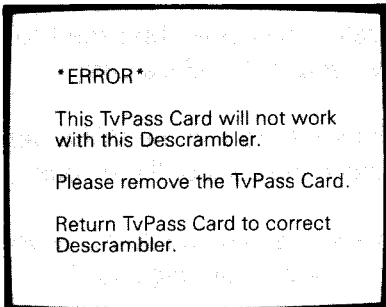 *ERROR*
This TvPass Card will not work
with this Descrambler.
Please remove the TvPass Card.
Return TvPass Card to correct
Descrambler.